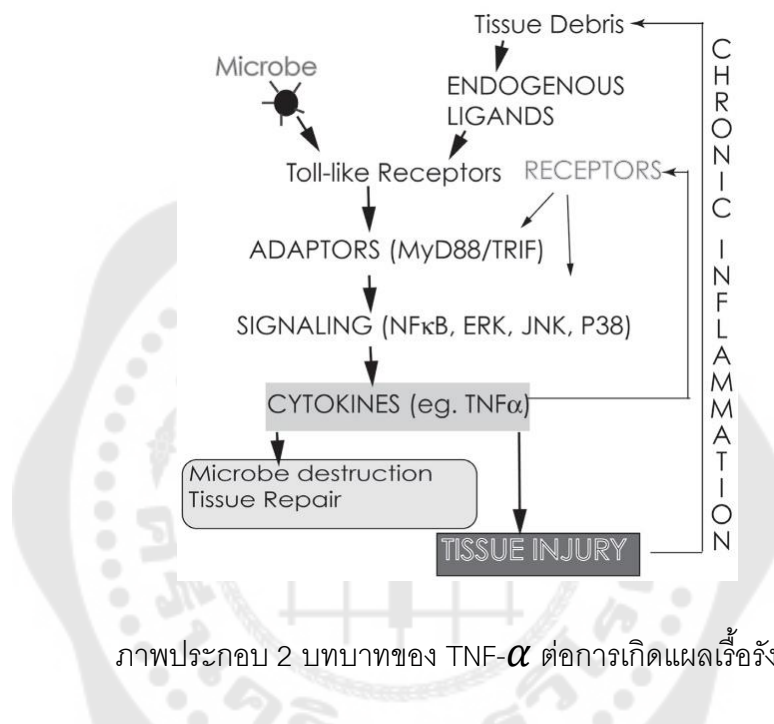 Tissue Debris
Microbe
ENDOGENOUS
LIGANDS
Toll-like Receptors
RECEPTORS
ADAPTORS (MyD88/TRIF)
SIGNALING (NFκB, ERK, JNK, P38)
CYTOKINES (eg. TNFα)
Microbe destruction
Tissue Repair
TISSUE INJURY
CHRONIC INFLAMMATION
ภาพประกอบ 2 บทบาทของ TNF-α ต่อการเกิดแผลเรื้อรัง